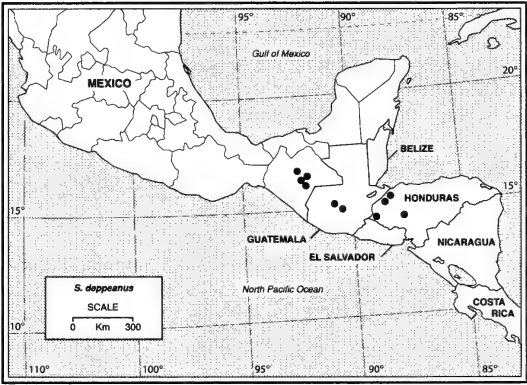 95°
90°
85°
Gulf of Mexico
20°
MEXICO
BELIZE
15°
HONDURAS
15°
GUATEMALA
NICARAGUA
EL SALVADOR
S. deppeanus
SCALE
0 Km 300
North Pacific Ocean
COSTA
RICA
10°
110°
95°
90°
85°